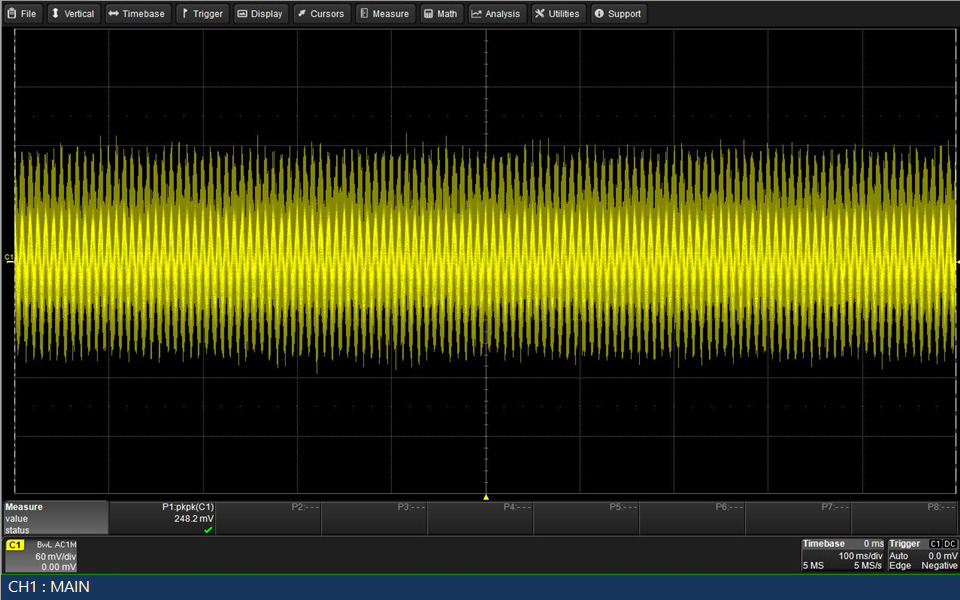 File Vertical Timebase Trigger Display Cursors Measure Math Analysis Utilities Support
C1
Measure P1:pkpk(C1) P2:--- P3:--- P4:--- P5:--- P6:--- P7:--- P8:---
value 248.2 mV
status
C1 BwL AC1M
60 mV/div
0.00 mV
Timebase 0 ms
100 ms/div
5 MS 5 MS/s
Trigger C1 DC
Auto 0.0 mV
Edge Negative
CH1 : MAIN